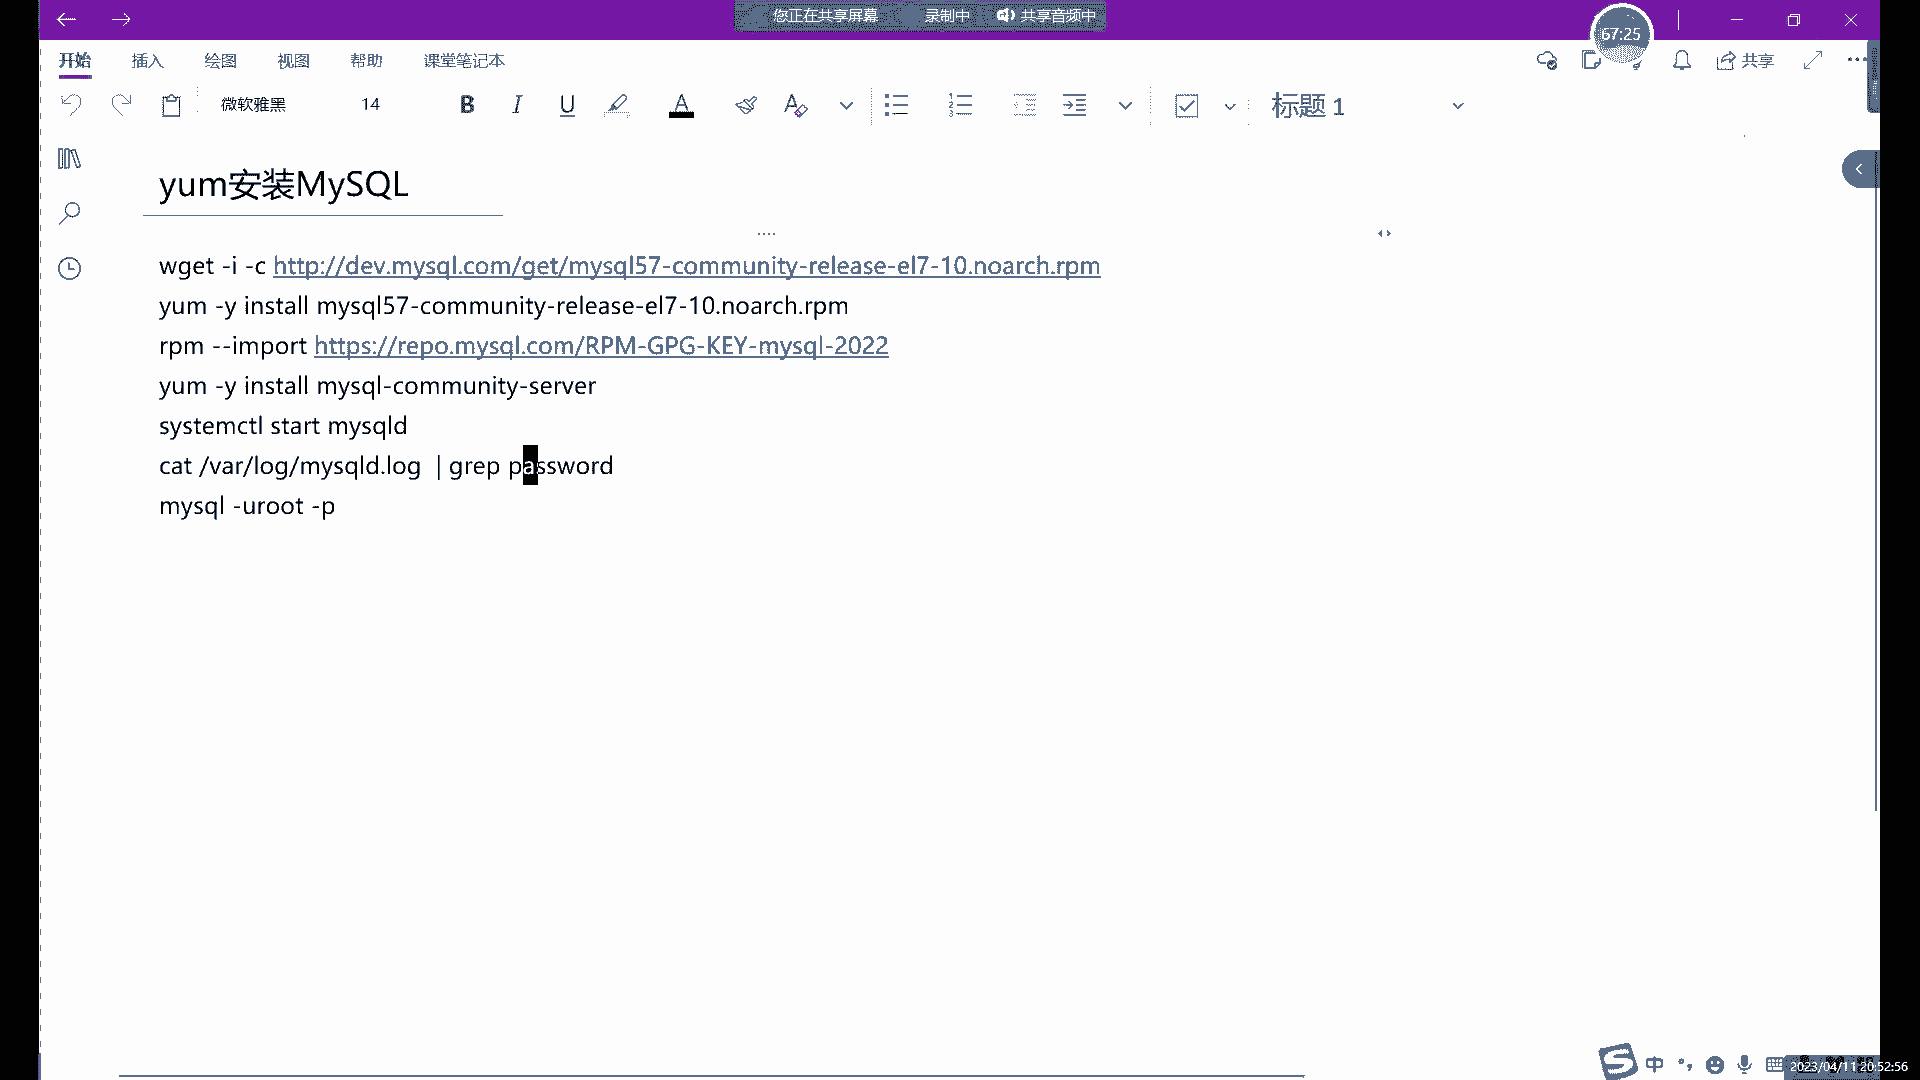 您正在共享屏幕 录制中 共享音频中
67:25
开始 插入 绘图 视图 帮助 课堂笔记本 共享
微软雅黑 14 B I U A A 标题 1
yum安装MySQL
wget -i -c http://dev.mysql.com/get/mysql57-community-release-el7-10.noarch.rpm
yum -y install mysql57-community-release-el7-10.noarch.rpm
rpm --import https://repo.mysql.com/RPM-GPG-KEY-mysql-2022
yum -y install mysql-community-server
systemctl start mysqld
cat /var/log/mysqld.log | grep password
mysql -uroot -p
中
2023/04/11 20:52:56